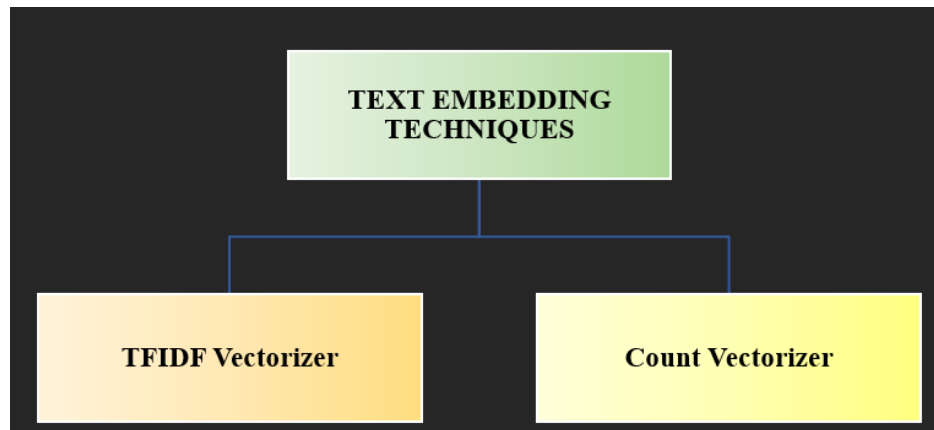 TEXT EMBEDDING
TECHNIQUES
TFIDF Vectorizer
Count Vectorizer